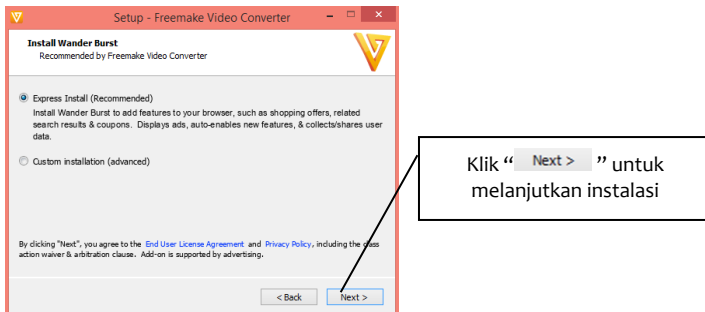 Setup - Freemake Video Converter
Install Wander Burst
Recommended by Freemake Video Converter
Express Install (Recommended)
Install Wander Burst to add features to your browser, such as shopping offers, related
search results & coupons. Displays ads, auto-enables new features, & collects/shares user
data.
Custom installation (advanced)
By clicking "Next", you agree to the End User License Agreement and Privacy Policy, including the class
action waiver & arbitration clause. Add-on is supported by advertising.
< Back Next >
Klik “ Next > ” untuk
melanjutkan instalasi